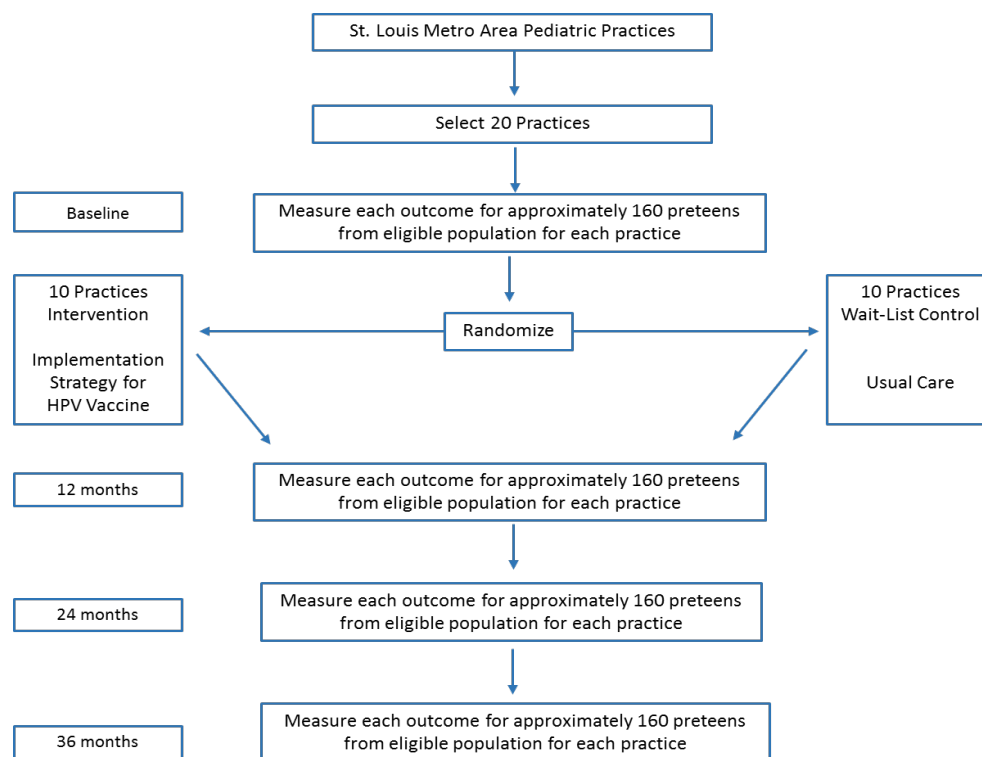 St. Louis Metro Area Pediatric Practices
Select 20 Practices
Baseline
Measure each outcome for approximately 160 preteens
from eligible population for each practice
10 Practices
Intervention
Implementation
Strategy for
HPV Vaccine
Randomize
10 Practices
Wait-List Control
Usual Care
12 months
Measure each outcome for approximately 160 preteens
from eligible population for each practice
24 months
Measure each outcome for approximately 160 preteens
from eligible population for each practice
36 months
Measure each outcome for approximately 160 preteens
from eligible population for each practice